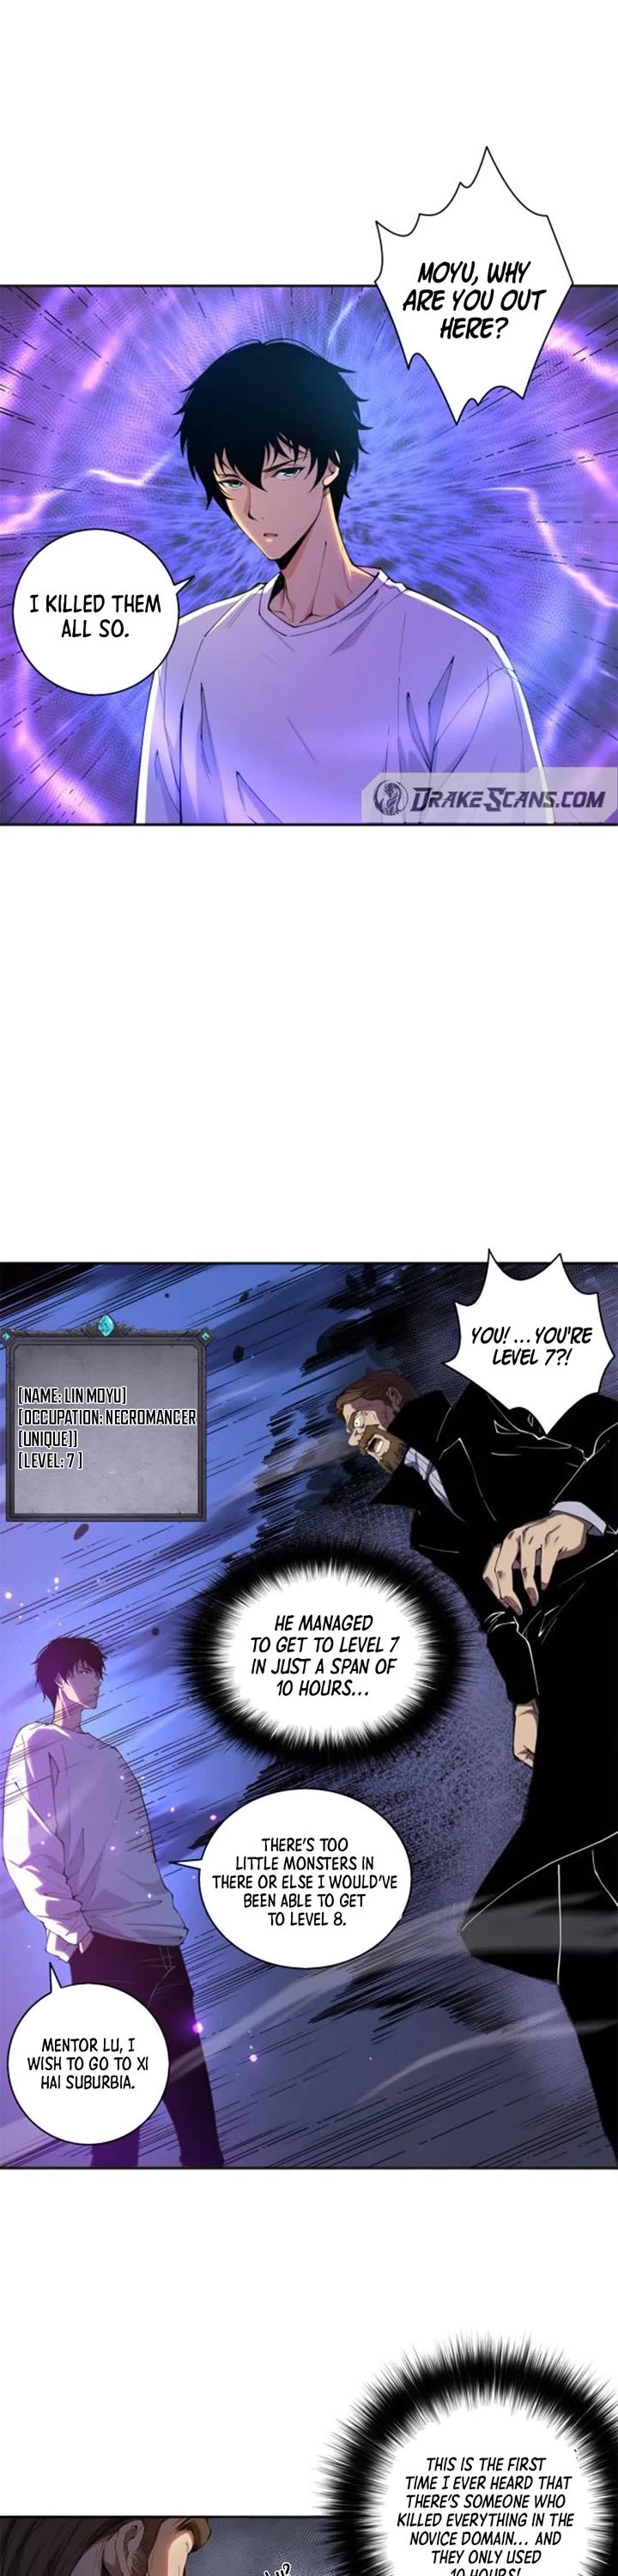 MOYU, WHY
ARE YOU OUT
HERE?
I KILLED THEM
ALL SO.
DRAKESCANS.COM
YOU! ...YOU'RE
LEVEL 7?!
[NAME: LIN MOYU]
[OCCUPATION: NECROMANCER
[UNIQUE]]
[LEVEL: 7 ]
HE MANAGED
TO GET TO LEVEL 7
IN JUST A SPAN OF
10 HOURS...
THERE'S TOO
LITTLE MONSTERS IN
THERE OR ELSE I WOULD'VE
BEEN ABLE TO GET
TO LEVEL 8.
MENTOR LU, I
WISH TO GO TO XI
HAI SUBURBIA.
THIS IS THE FIRST
TIME I EVER HEARD THAT
THERE'S SOMEONE WHO
KILLED EVERYTHING IN THE
NOVICE DOMAIN... AND
THEY ONLY USED
10 HOURS!